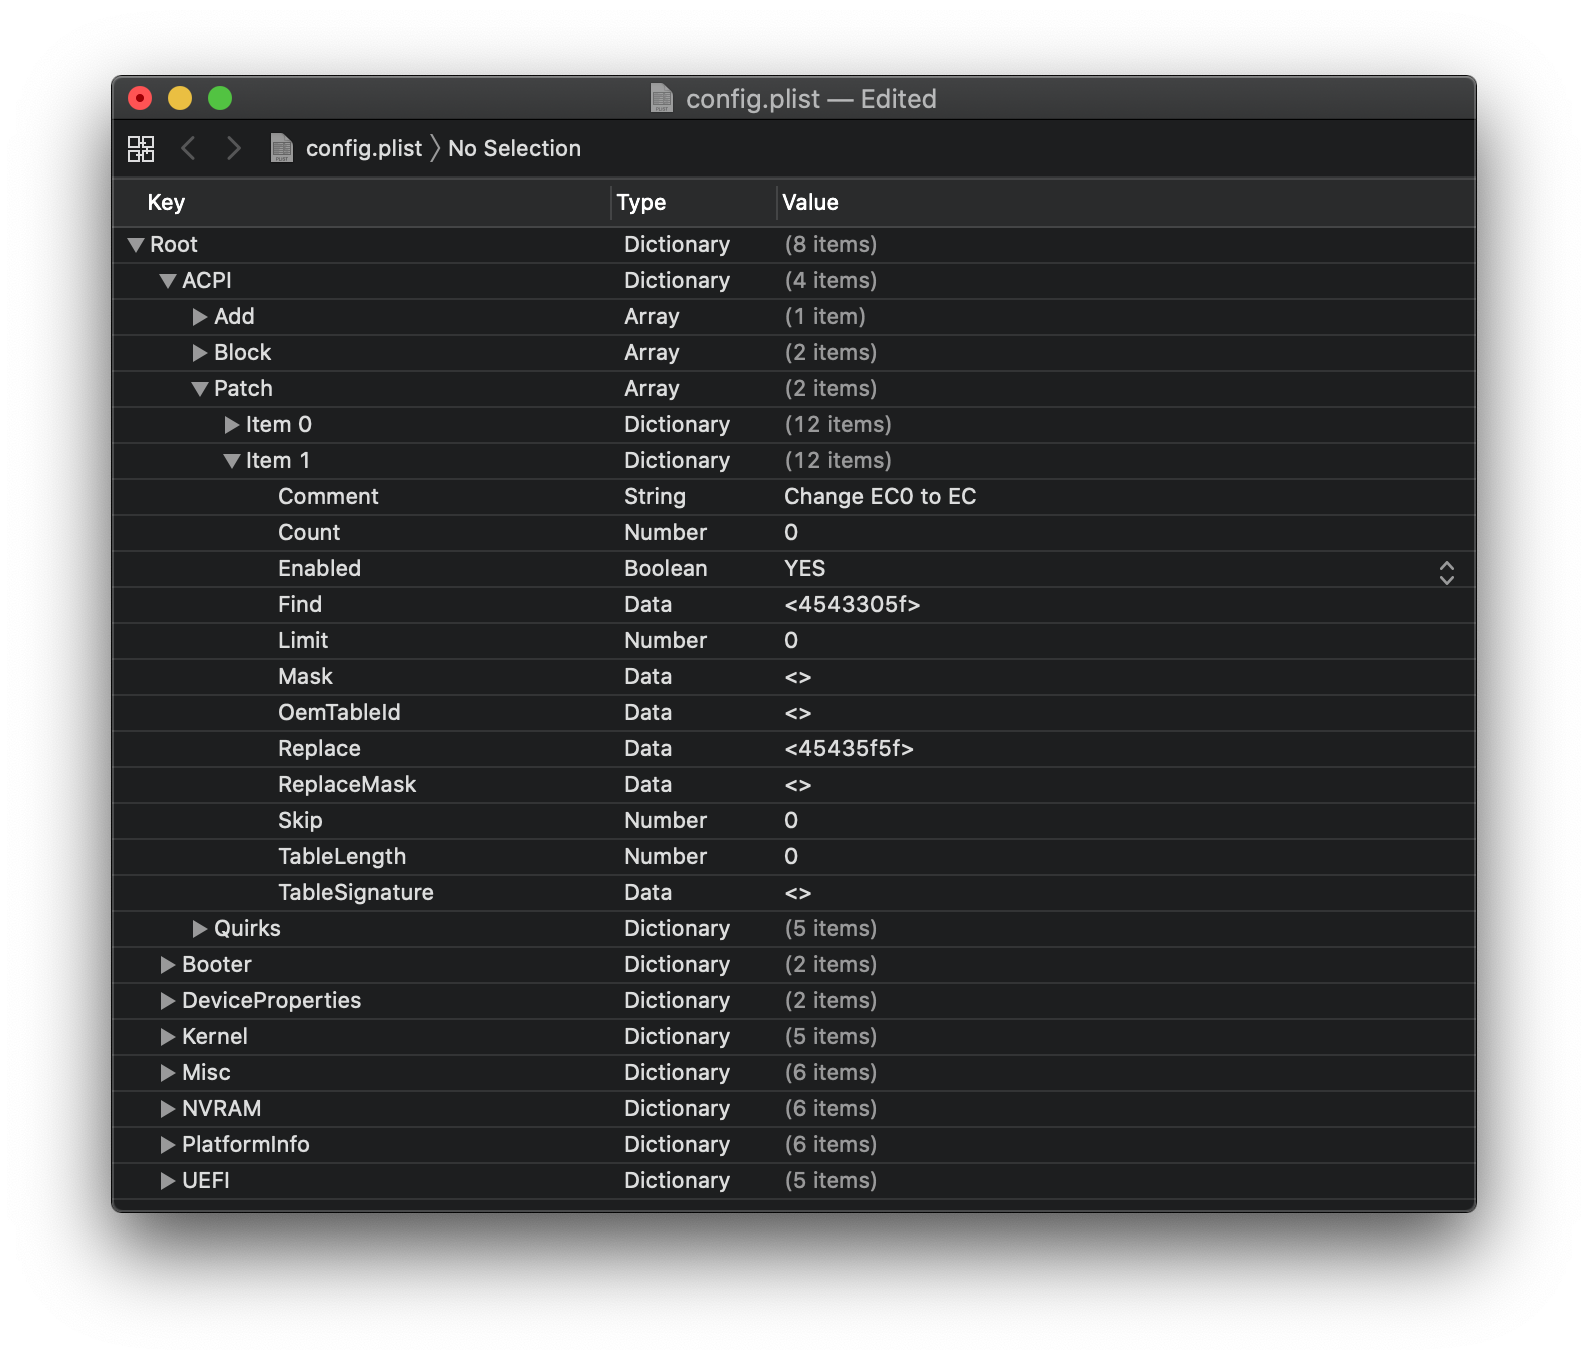 config.plist — Edited
config.plist 〉 No Selection
Key Type Value
Root Dictionary (8 items)
ACPI Dictionary (4 items)
Add Array (1 item)
Block Array (2 items)
Patch Array (2 items)
Item 0 Dictionary (12 items)
Item 1 Dictionary (12 items)
Comment String Change EC0 to EC
Count Number 0
Enabled Boolean YES
Find Data <4543305f>
Limit Number 0
Mask Data <>
OemTableId Data <>
Replace Data <45435f5f>
ReplaceMask Data <>
Skip Number 0
TableLength Number 0
TableSignature Data <>
Quirks Dictionary (5 items)
Booter Dictionary (2 items)
DeviceProperties Dictionary (2 items)
Kernel Dictionary (5 items)
Misc Dictionary (6 items)
NVRAM Dictionary (6 items)
PlatformInfo Dictionary (6 items)
UEFI Dictionary (5 items)